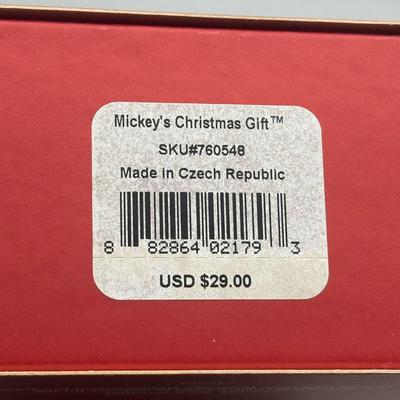 Mickey's Christmas Gift™
SKU#760548
Made in Czech Republic
8 82864 02179 3
USD $29.00